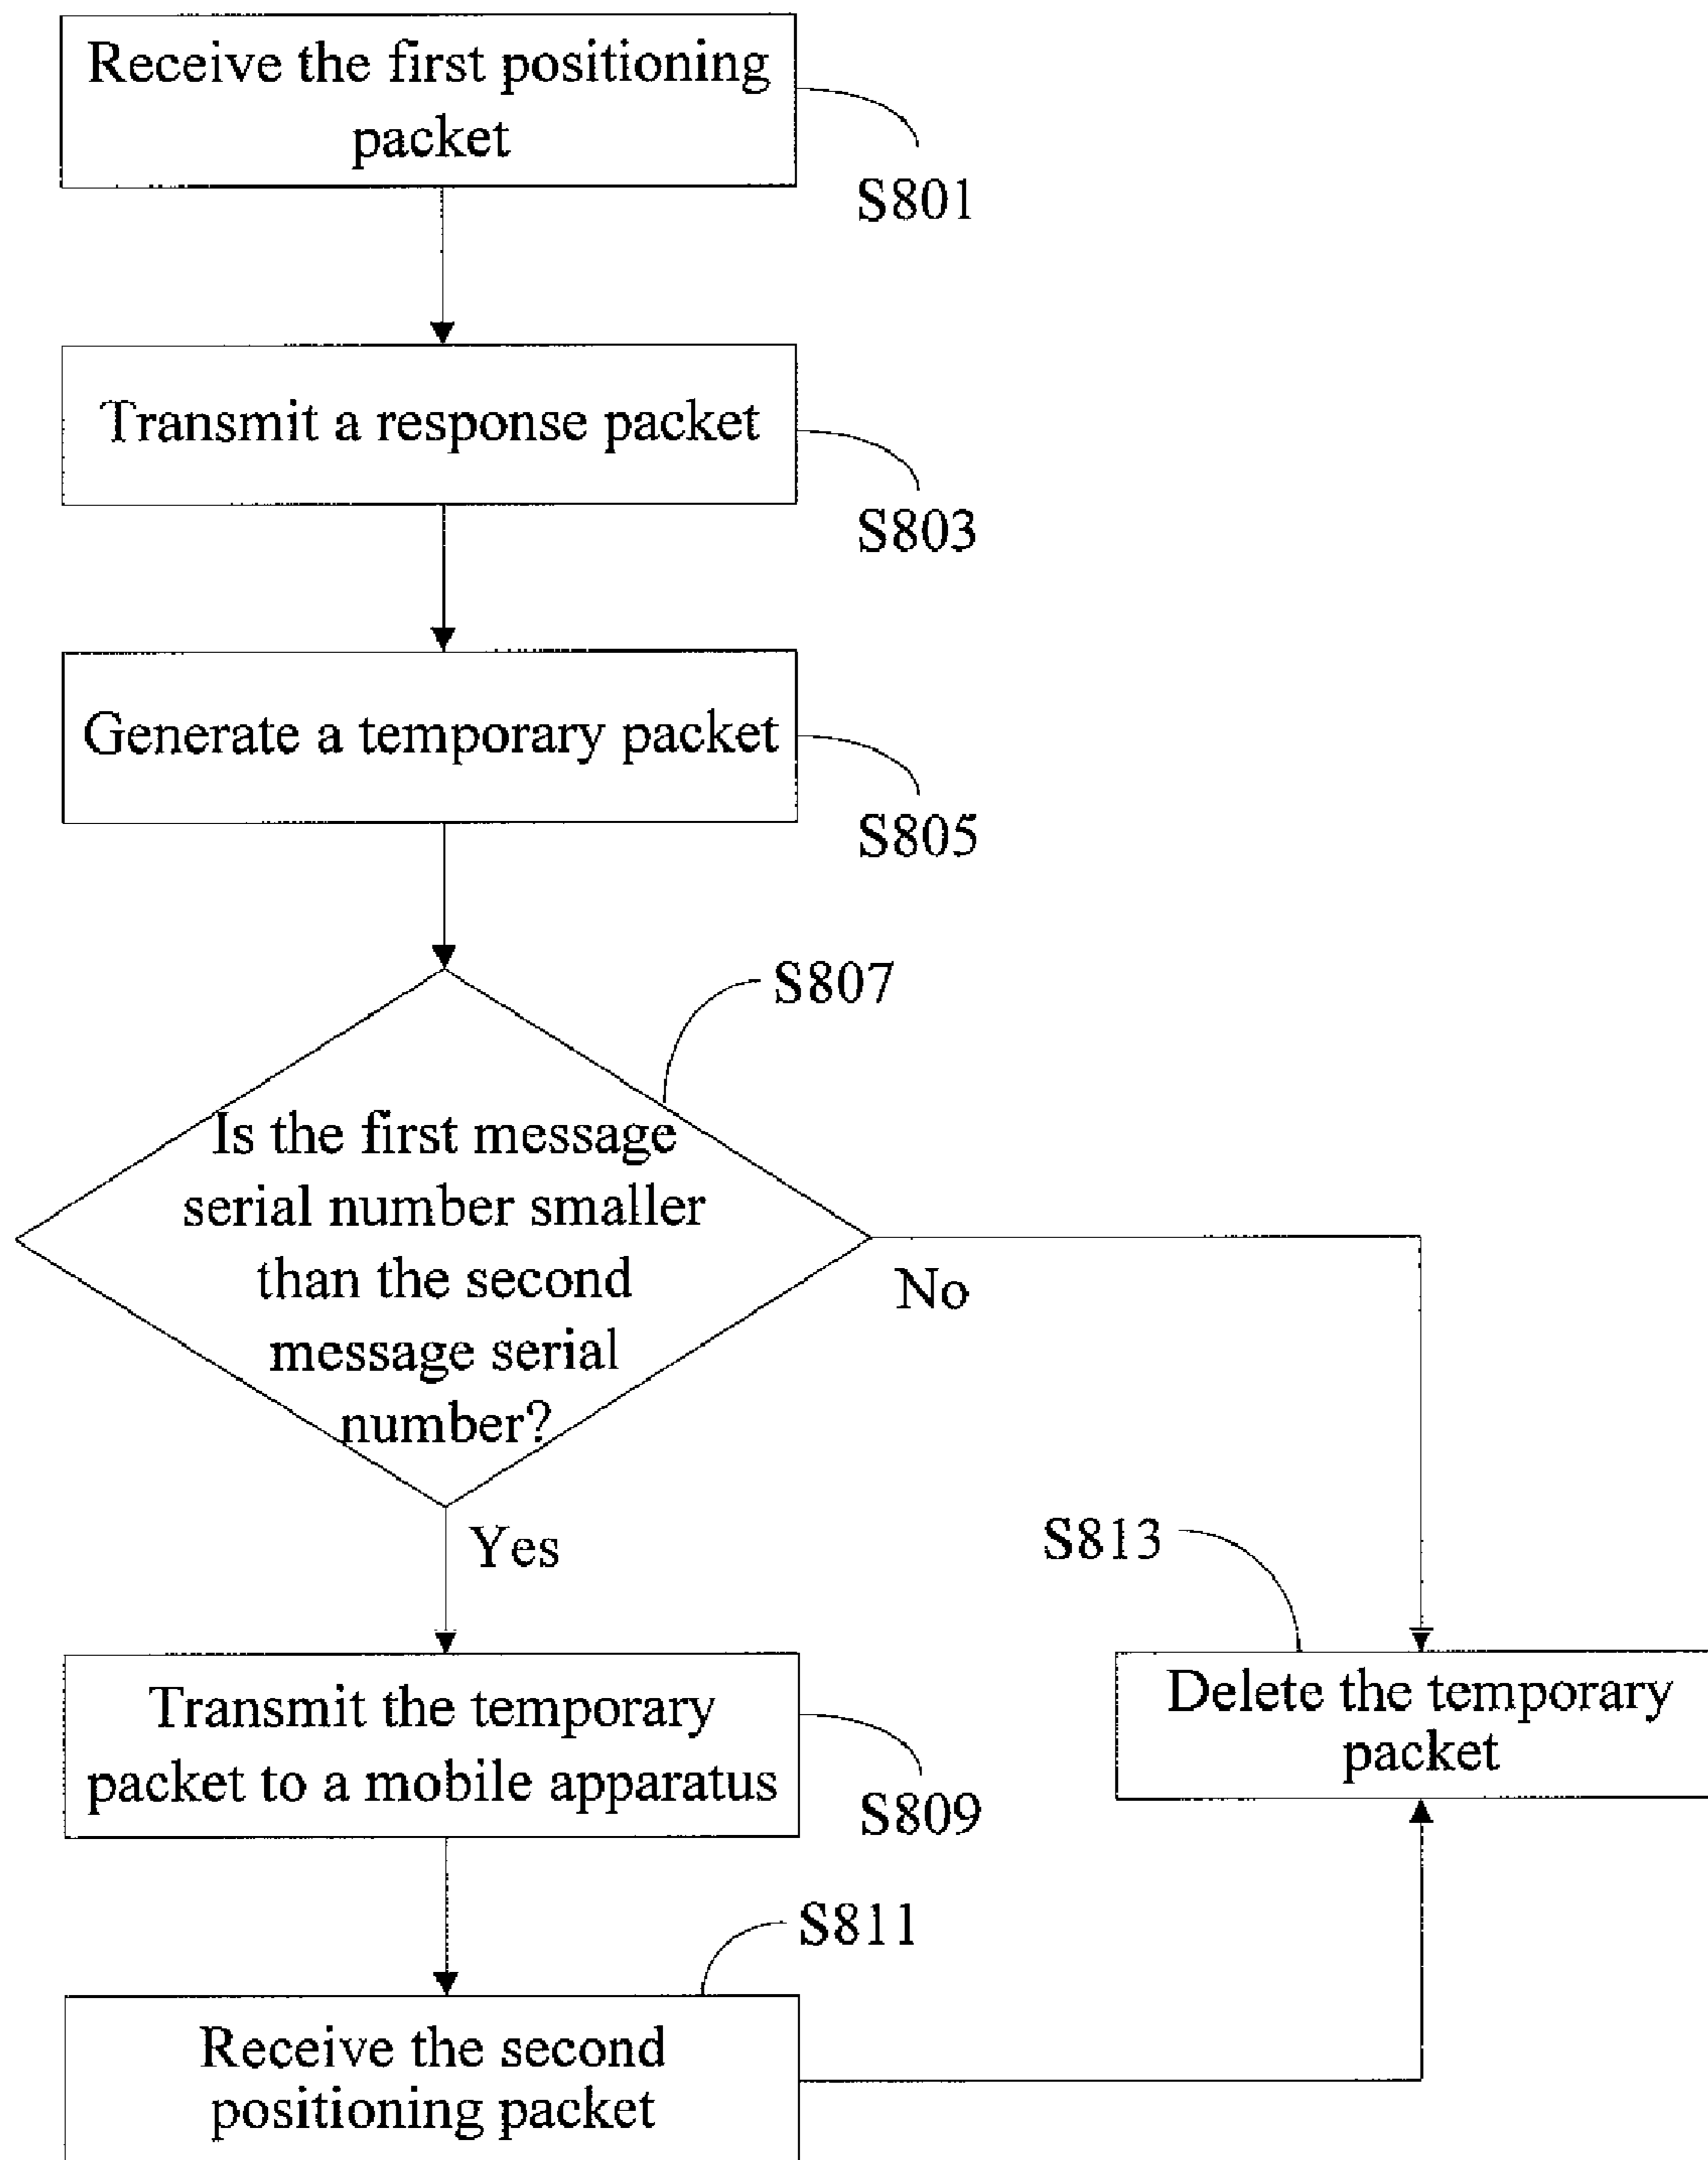 Receive the first positioning
packet
S801
Transmit a response packet
S803
Generate a temporary packet
S805
S807
Is the first message
serial number smaller
than the second
message serial
number?
No
Yes
S813
Transmit the temporary
packet to a mobile apparatus
S809
Delete the temporary
packet
S811
Receive the second
positioning packet